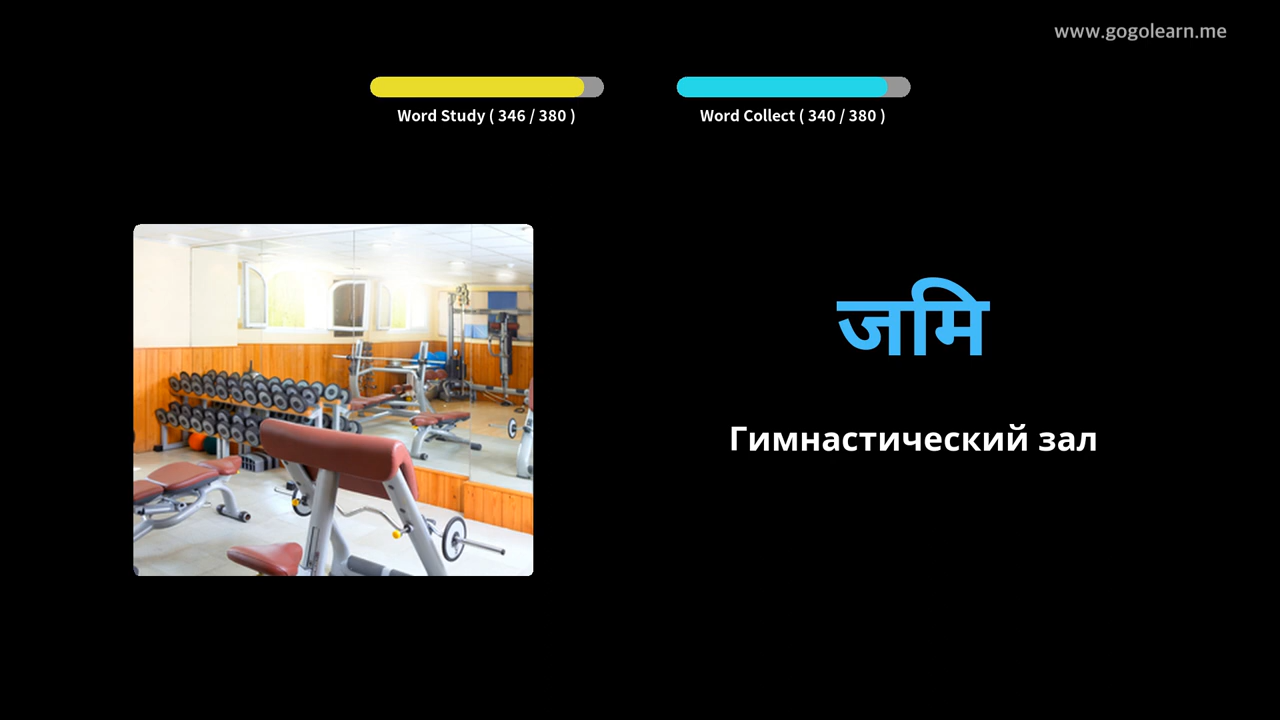 www.gogolearn.me
Word Study ( 346 / 380 )
Word Collect ( 340 / 380 )
जमि
Гимнастический зал